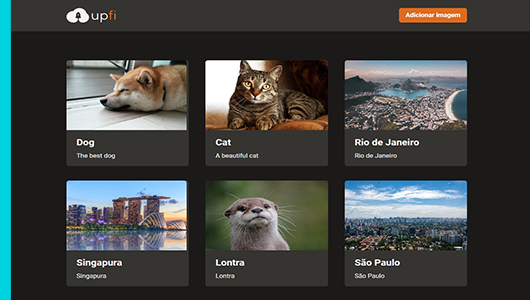 upfi
Adicionar imagem
Dog
The best dog
Cat
A beautiful cat
Rio de Janeiro
Rio de Janeiro
Singapura
Singapura
Lontra
Lontra
São Paulo
São Paulo